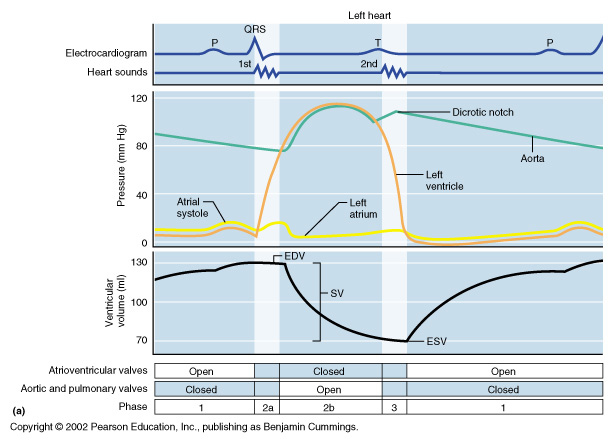 Left heart
QRS
P
T
P
Electrocardiogram
1st
2nd
Heart sounds
120
Dicrotic notch
80
Aorta
Pressure (mm Hg)
Left
ventricle
40
Atrial
systole
Left
atrium
0
130
EDV
Ventricular
volume (ml)
SV
100
70
ESV
Atrioventricular valves
Open
Closed
Open
Aortic and pulmonary valves
Closed
Open
Closed
(a)
Phase
1
2a
2b
3
1
Copyright © 2002 Pearson Education, Inc., publishing as Benjamin Cummings.